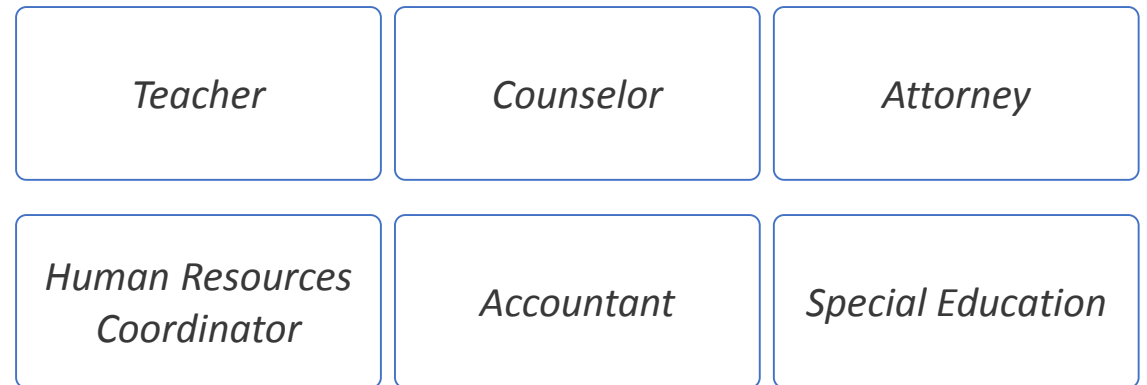 Teacher
Counselor
Attorney
Human Resources
Coordinator
Accountant
Special Education